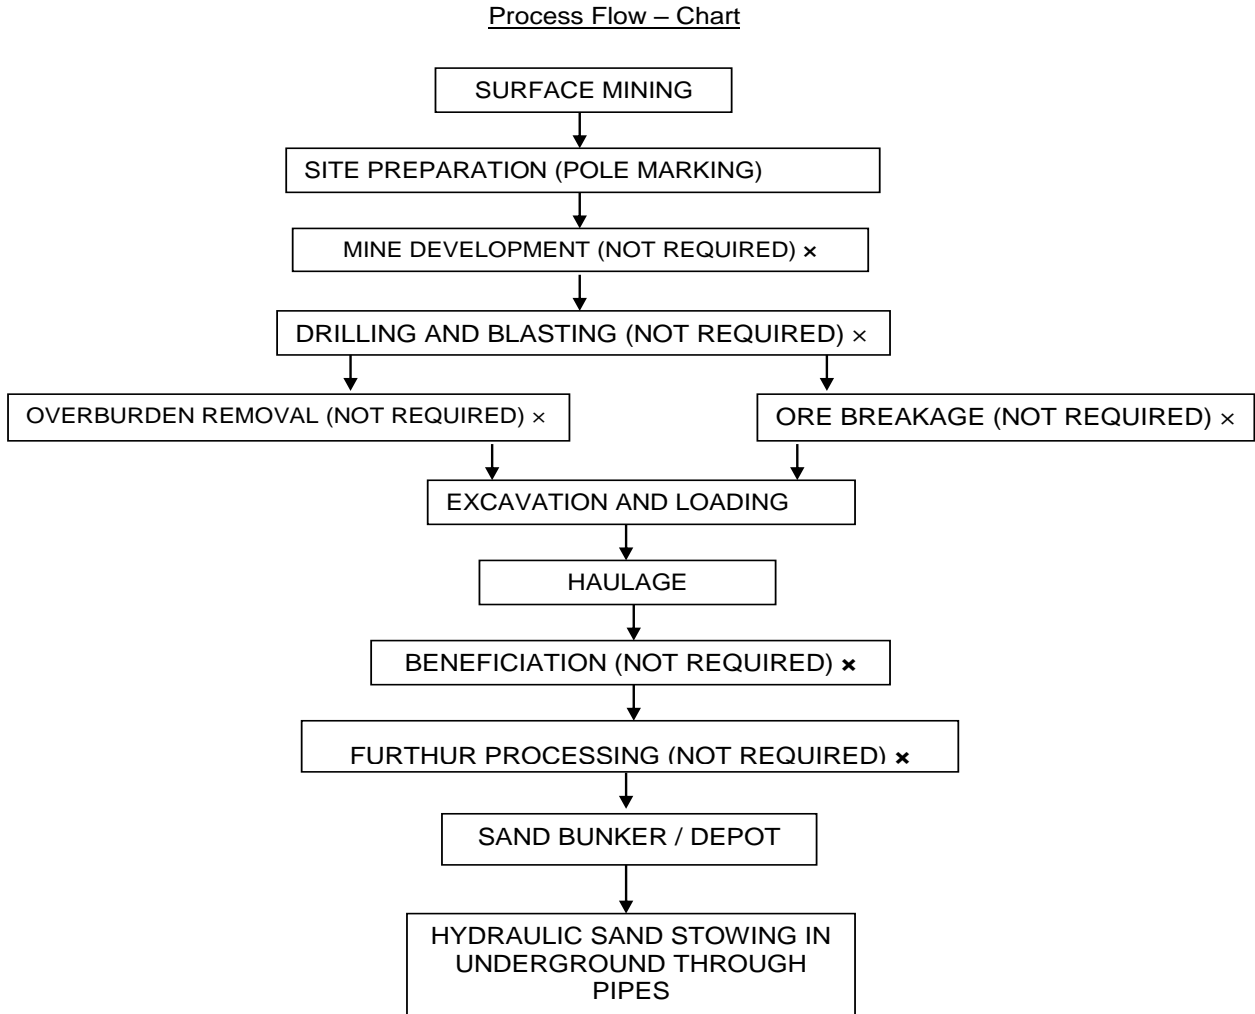 Process Flow – Chart
SURFACE MINING
SITE PREPARATION (POLE MARKING)
MINE DEVELOPMENT (NOT REQUIRED) ×
DRILLING AND BLASTING (NOT REQUIRED) ×
OVERBURDEN REMOVAL (NOT REQUIRED) ×
ORE BREAKAGE (NOT REQUIRED) ×
EXCAVATION AND LOADING
HAULAGE
BENEFICIATION (NOT REQUIRED) ×
FURTHUR PROCESSING (NOT REQUIRED) ×
SAND BUNKER / DEPOT
HYDRAULIC SAND STOWING IN
UNDERGROUND THROUGH
PIPES